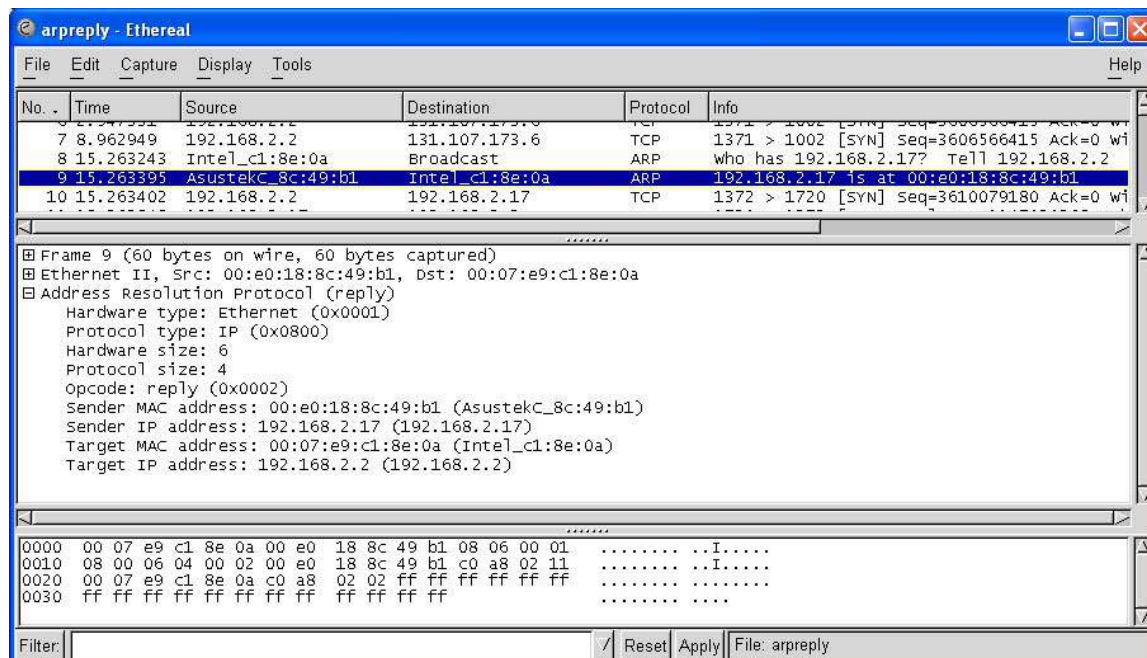 arpreply - Ethereal
File Edit Capture Display Tools Help
No. . Time Source Destination Protocol Info
7 8.962949 192.168.2.2 131.107.173.6 TCP 1371 > 1002 [SYN] Seq=3606566415 Ack=0 Wi
8 15.263243 Intel_c1:8e:0a Broadcast ARP Who has 192.168.2.17? Tell 192.168.2.2
9 15.263395 AsustekC_8c:49:b1 Intel_c1:8e:0a ARP 192.168.2.17 is at 00:e0:18:8c:49:b1
10 15.263402 192.168.2.2 192.168.2.17 TCP 1372 > 1720 [SYN] Seq=3610079180 Ack=0 Wi
Frame 9 (60 bytes on wire, 60 bytes captured)
Ethernet II, Src: 00:e0:18:8c:49:b1, Dst: 00:07:e9:c1:8e:0a
Address Resolution Protocol (reply)
Hardware type: Ethernet (0x0001)
Protocol type: IP (0x0800)
Hardware size: 6
Protocol size: 4
Opcode: reply (0x0002)
Sender MAC address: 00:e0:18:8c:49:b1 (AsustekC_8c:49:b1)
Sender IP address: 192.168.2.17 (192.168.2.17)
Target MAC address: 00:07:e9:c1:8e:0a (Intel_c1:8e:0a)
Target IP address: 192.168.2.2 (192.168.2.2)
0000 00 07 e9 c1 8e 0a 00 e0 18 8c 49 b1 08 06 00 01 ........ ..I.....
0010 08 00 06 04 00 02 00 e0 18 8c 49 b1 c0 a8 02 11 ........ ..I.....
0020 00 07 e9 c1 8e 0a c0 a8 02 02 ff ff ff ff ff ff ........ ........
0030 ff ff ff ff ff ff ff ff ff ff ff ff ........ ....
Filter: Reset Apply File: arpreply